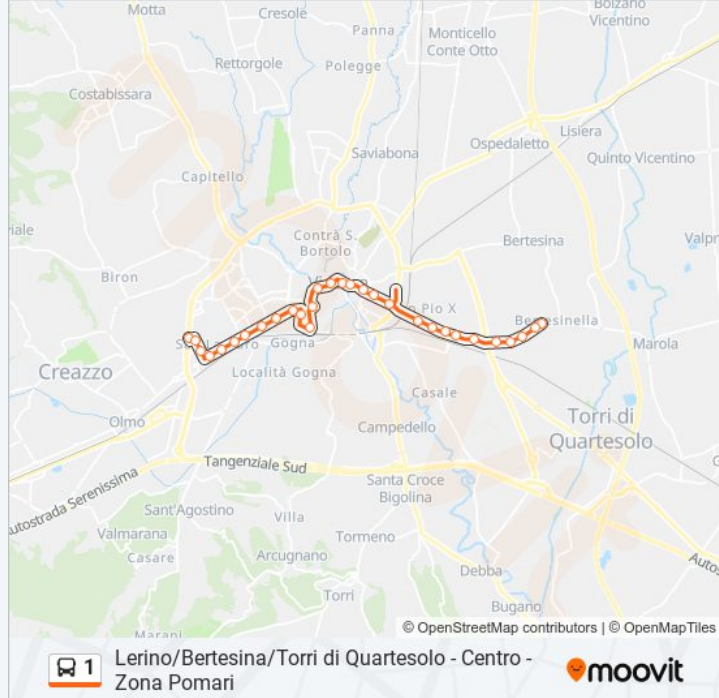 Motta
Cresole
Bolzano
Vicentino
Panna
Monticello
Conte Otto
Rettorgole
Polegge
Costabissara
Lisiera
Ospedaletto
Saviabona
Quinto Vicentino
Capitello
Contrà S.
Bortolo
Bertesina
Biron
Pio X
Bertesinella
Marola
Gogna
Creazzo
Località Gogna
Casale
Olmo
Campedello
Torri di
Quartesolo
Tangenziale Sud
Santa Croce
Bigolina
Autostrada Serenissima
Sant'Agostino
Villa
Valmarana
Tormeno
Casare
Arcugnano
Debba
Torri
Bugano
Marani
© OpenStreetMap contributors | © OpenMapTiles
1
Lerino/Bertesina/Torri di Quartesolo - Centro -
Zona Pomari
moovit